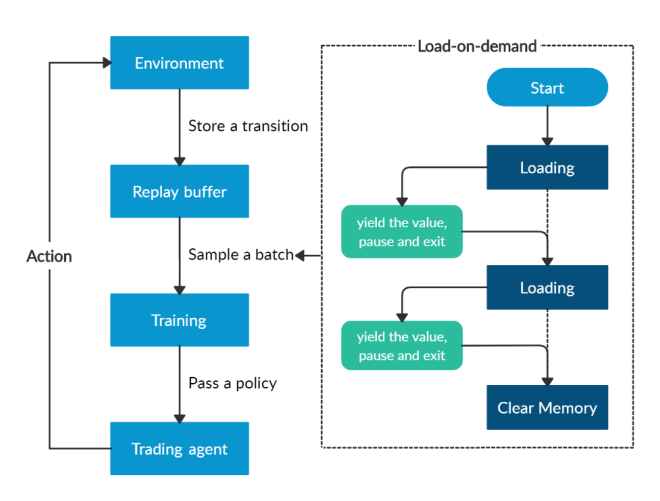 Environment
Store a transition
Replay buffer
Sample a batch
Training
Pass a policy
Trading agent
Action
Load-on-demand
Start
Loading
yield the value,
pause and exit
Loading
yield the value,
pause and exit
Clear Memory